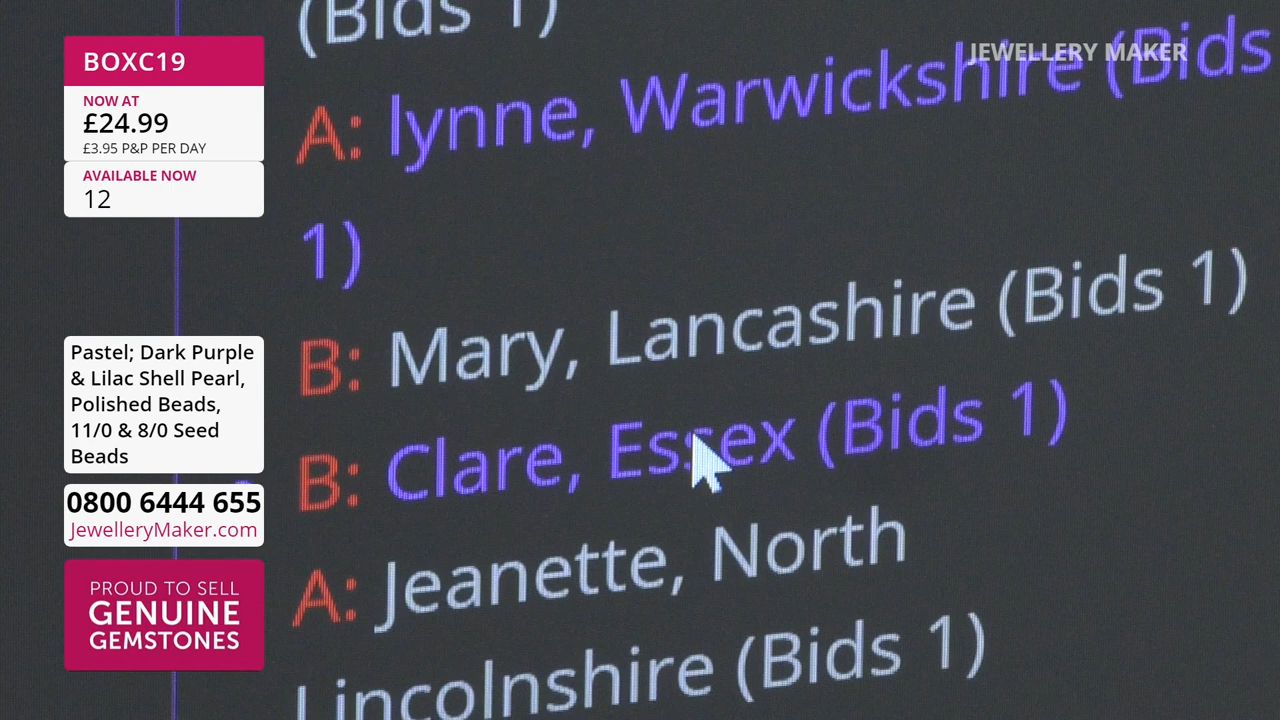 BOXC19
NOW AT
£24.99
£3.95 P&P PER DAY
AVAILABLE NOW
12
Pastel; Dark Purple
& Lilac Shell Pearl,
Polished Beads,
11/0 & 8/0 Seed
Beads
0800 6444 655
JewelleryMaker.com
PROUD TO SELL
GENUINE
GEMSTONES
JEWELLERY MAKER
(Bids 1)
A: lynne, Warwickshire (Bids
1)
B: Mary, Lancashire (Bids 1)
B: Clare, Essex (Bids 1)
A: Jeanette, North
Lincolnshire (Bids 1)